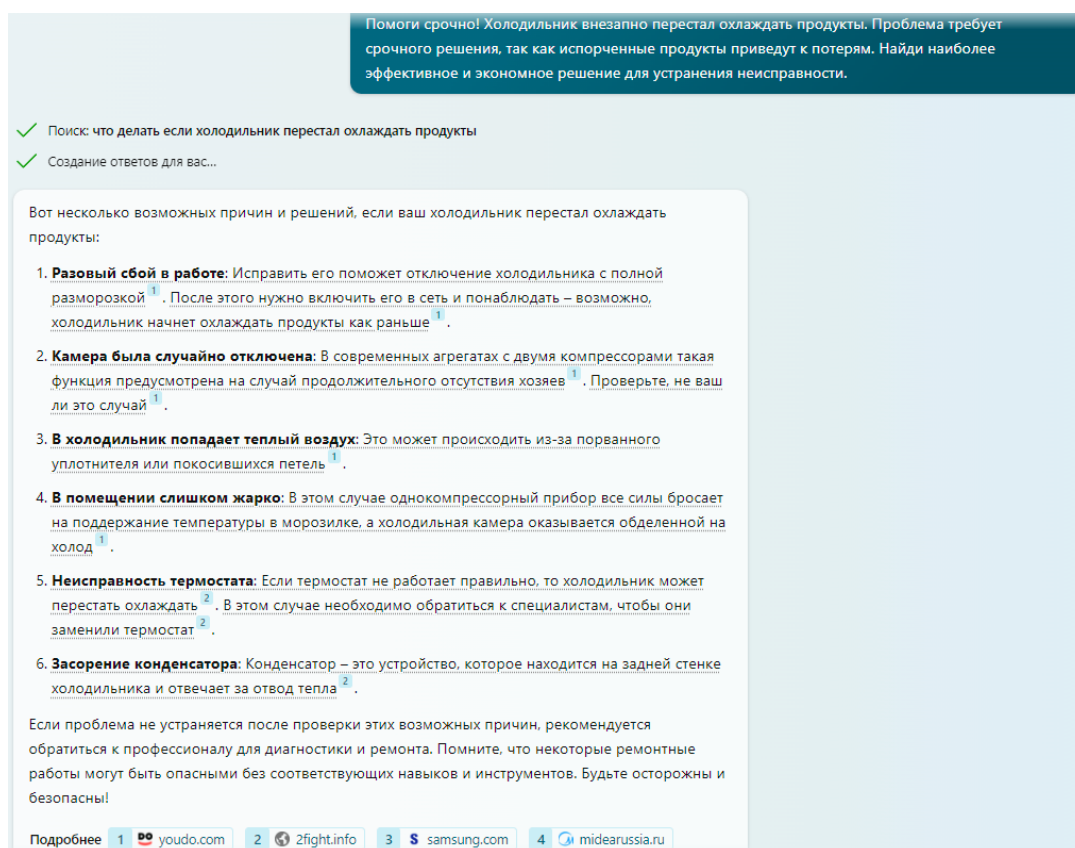 Помоги срочно! Холодильник внезапно перестал охлаждать продукты. Проблема требует
срочного решения, так как испорченные продукты приведут к потерям. Найди наиболее
эффективное и экономное решение для устранения неисправности.
Поиск: что делать если холодильник перестал охлаждать продукты
Создание ответов для вас...
Вот несколько возможных причин и решений, если ваш холодильник перестал охлаждать
продукты:
1. Разовый сбой в работе: Исправить его поможет отключение холодильника с полной
разморозкой 1 . После этого нужно включить его в сеть и понаблюдать – возможно,
холодильник начнет охлаждать продукты как раньше 1 .
2. Камера была случайно отключена: В современных агрегатах с двумя компрессорами такая
функция предусмотрена на случай продолжительного отсутствия хозяев 1 . Проверьте, не ваш
ли это случай 1 .
3. В холодильник попадает теплый воздух: Это может происходить из-за порванного
уплотнителя или покосившихся петель 1 .
4. В помещении слишком жарко: В этом случае однокомпрессорный прибор все силы бросает
на поддержание температуры в морозилке, а холодильная камера оказывается обделенной на
холод 1 .
5. Неисправность термостата: Если термостат не работает правильно, то холодильник может
перестать охлаждать 2 . В этом случае необходимо обратиться к специалистам, чтобы они
заменили термостат 2 .
6. Засорение конденсатора: Конденсатор – это устройство, которое находится на задней стенке
холодильника и отвечает за отвод тепла 2 .
Если проблема не устраняется после проверки этих возможных причин, рекомендуется
обратиться к профессионалу для диагностики и ремонта. Помните, что некоторые ремонтные
работы могут быть опасными без соответствующих навыков и инструментов. Будьте осторожны и
безопасны!
Подробнее 1 DO youdo.com 2 2fight.info 3 S samsung.com 4 midearussia.ru